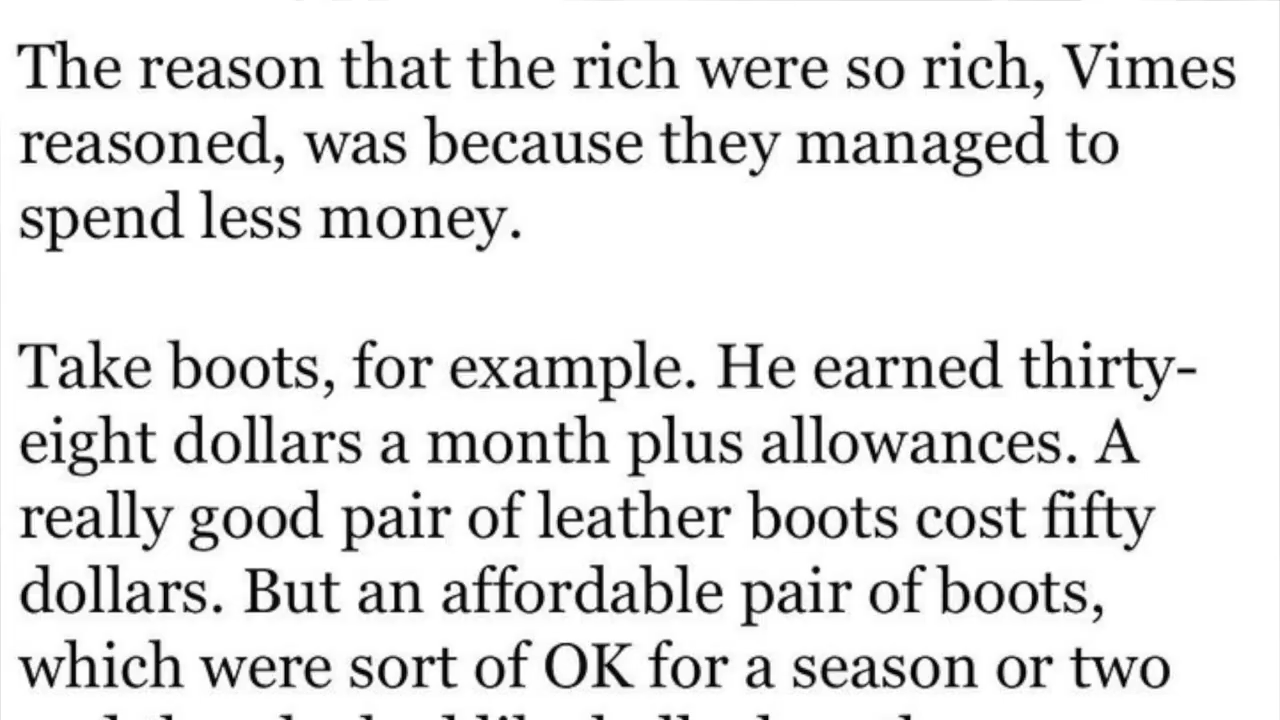 The reason that the rich were so rich, Vimes
reasoned, was because they managed to
spend less money.
Take boots, for example. He earned thirty-
eight dollars a month plus allowances. A
really good pair of leather boots cost fifty
dollars. But an affordable pair of boots,
which were sort of OK for a season or two